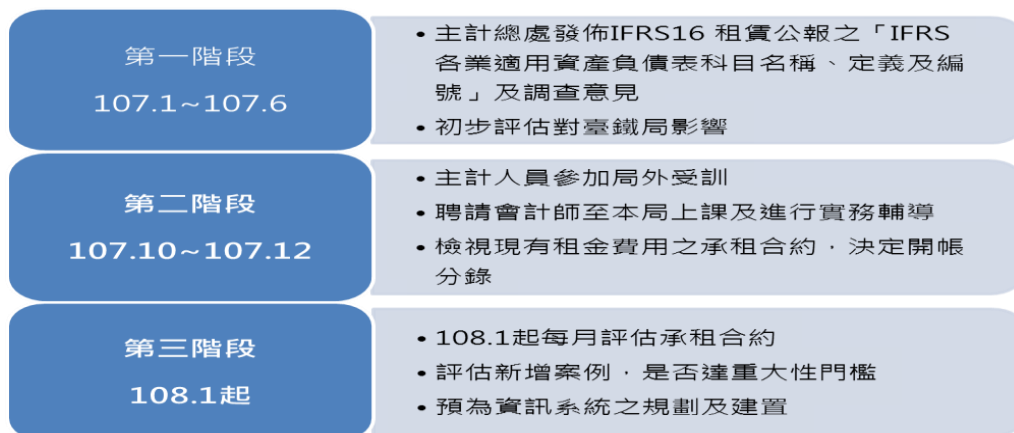 第一階段
107.1~107.6
• 主計總處發佈IFRS16 租賃公報之「IFRS
各業適用資產負債表科目名稱、定義及編
號」及調查意見
• 初步評估對臺鐵局影響
第二階段
107.10~107.12
• 主計人員參加局外受訓
• 聘請會計師至本局上課及進行實務輔導
• 檢視現有租金費用之承租合約，決定開帳
分錄
第三階段
108.1起
• 108.1起每月評估承租合約
• 評估新增案例，是否達重大性門檻
• 預為資訊系統之規劃及建置